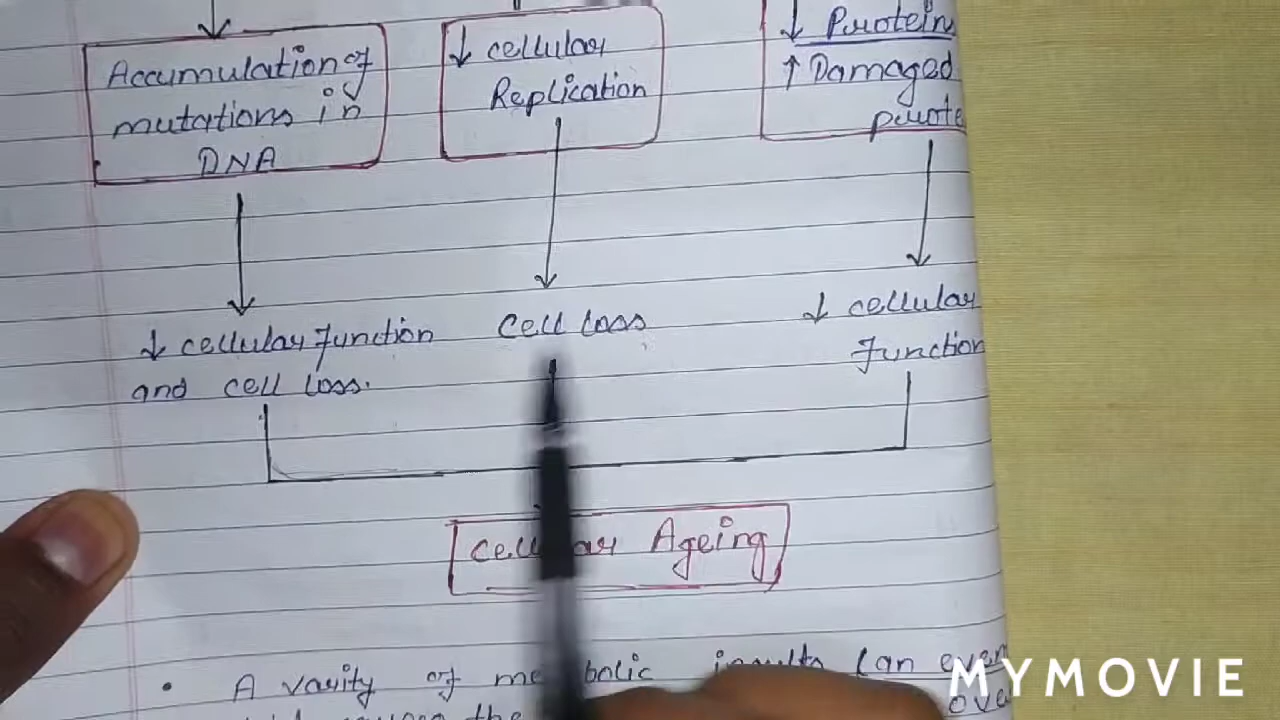 Accumulation of
mutations in
DNA
↓ cellular
Replication
↓ Protein
↑ Damaged
↓ cellular function
and cell loss.
cell loss
↓ cellular
function
cellular Ageing
• A varity of insults can
MYMOVIE